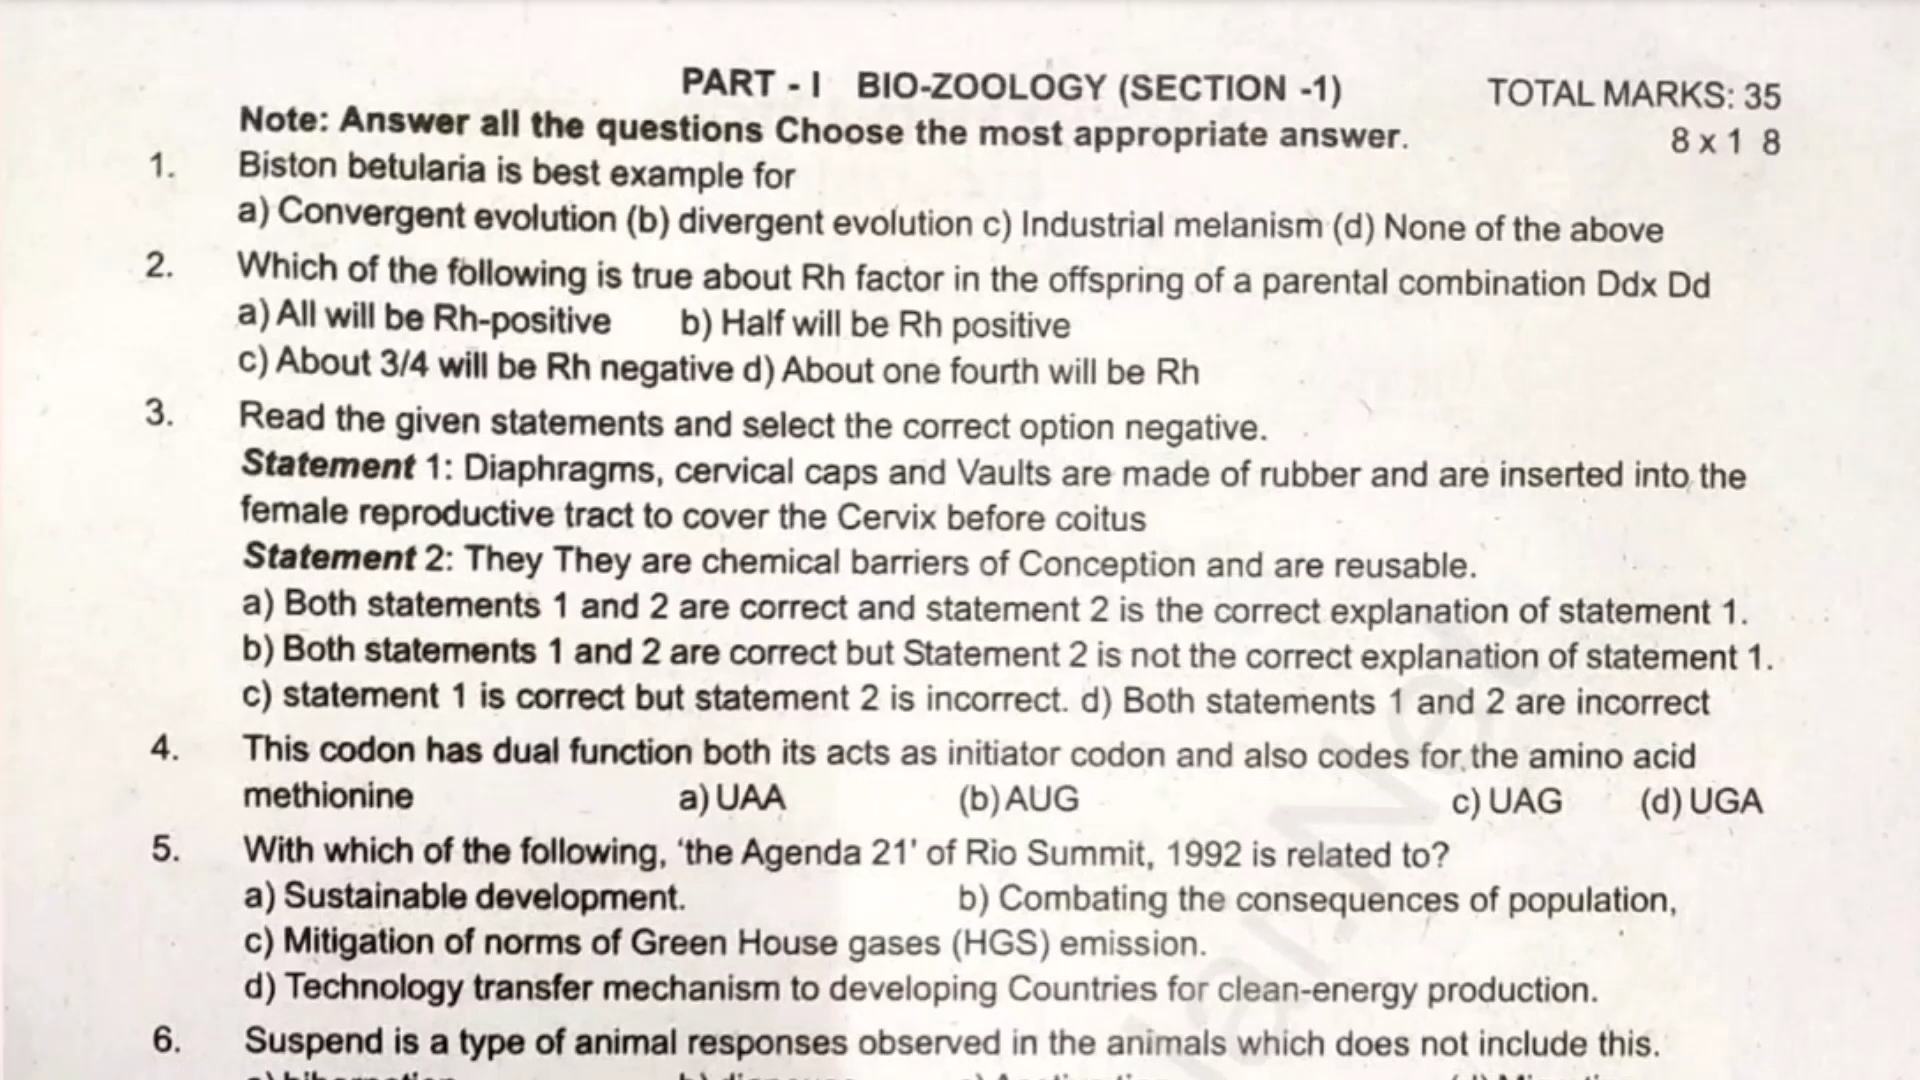 PART - I BIO-ZOOLOGY (SECTION -1) TOTAL MARKS: 35
Note: Answer all the questions Choose the most appropriate answer. 8 x 1 8
1. Biston betularia is best example for
a) Convergent evolution (b) divergent evolution c) Industrial melanism (d) None of the above
2. Which of the following is true about Rh factor in the offspring of a parental combination Ddx Dd
a) All will be Rh-positive b) Half will be Rh positive
c) About 3/4 will be Rh negative d) About one fourth will be Rh
3. Read the given statements and select the correct option negative.
Statement 1: Diaphragms, cervical caps and Vaults are made of rubber and are inserted into the
female reproductive tract to cover the Cervix before coitus
Statement 2: They They are chemical barriers of Conception and are reusable.
a) Both statements 1 and 2 are correct and statement 2 is the correct explanation of statement 1.
b) Both statements 1 and 2 are correct but Statement 2 is not the correct explanation of statement 1.
c) statement 1 is correct but statement 2 is incorrect. d) Both statements 1 and 2 are incorrect
4. This codon has dual function both its acts as initiator codon and also codes for the amino acid
methionine a) UAA (b) AUG c) UAG (d) UGA
5. With which of the following, 'the Agenda 21' of Rio Summit, 1992 is related to?
a) Sustainable development. b) Combating the consequences of population,
c) Mitigation of norms of Green House gases (HGS) emission.
d) Technology transfer mechanism to developing Countries for clean-energy production.
6. Suspend is a type of animal responses observed in the animals which does not include this.